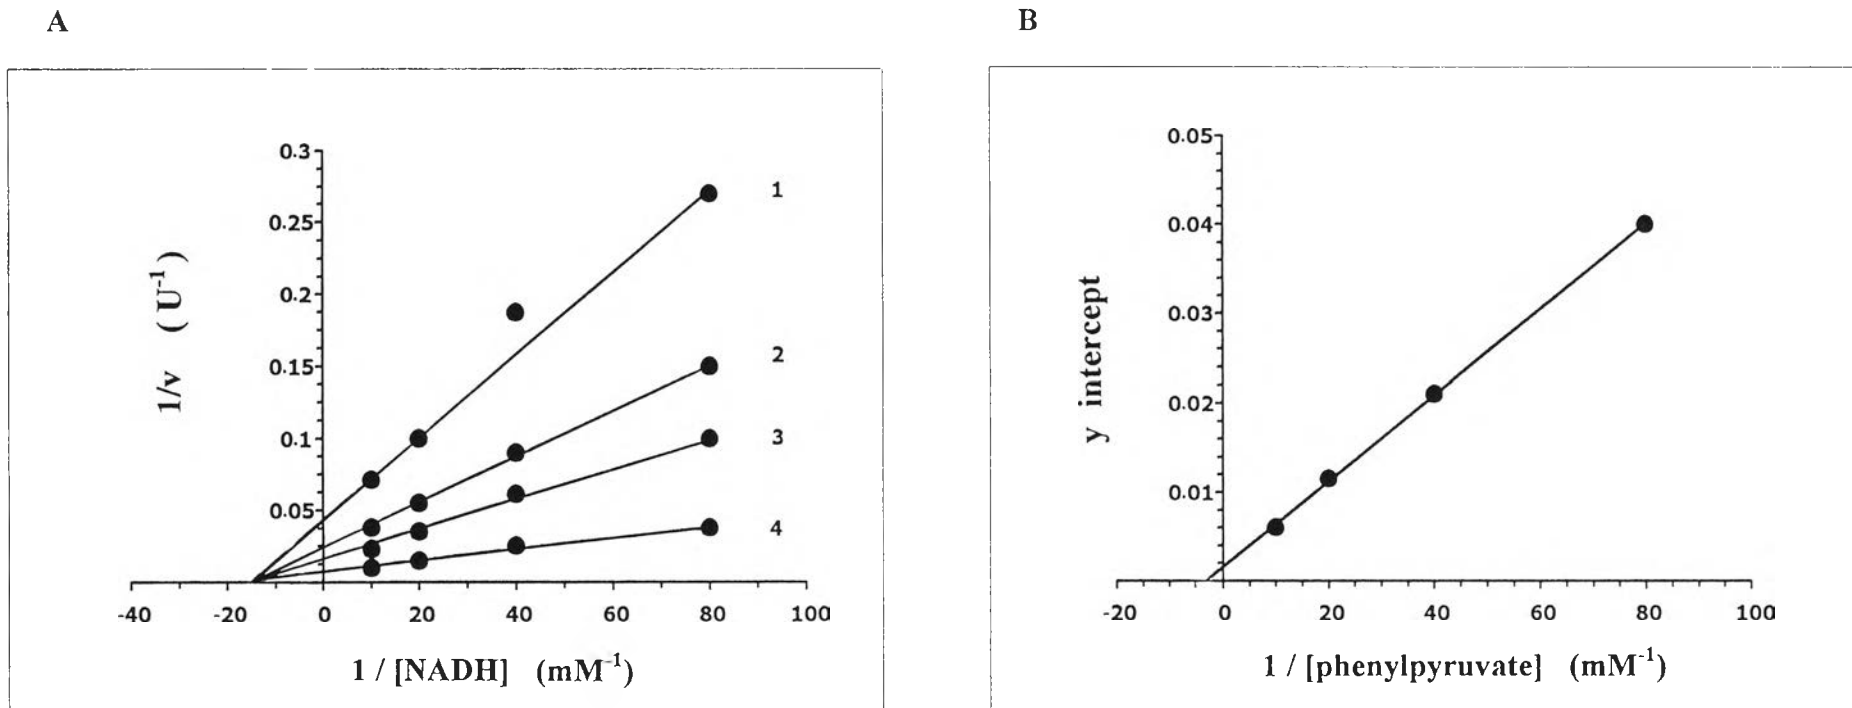 A
B
1/v ( U⁻¹ )
0.3
0.25
0.2
0.15
0.1
0.05
1
2
3
4
-40 -20 0 20 40 60 80 100
1 / [NADH] (mM⁻¹)
y intercept
0.05
0.04
0.03
0.02
0.01
-20 0 20 40 60 80 100
1 / [phenylpyruvate] (mM⁻¹)